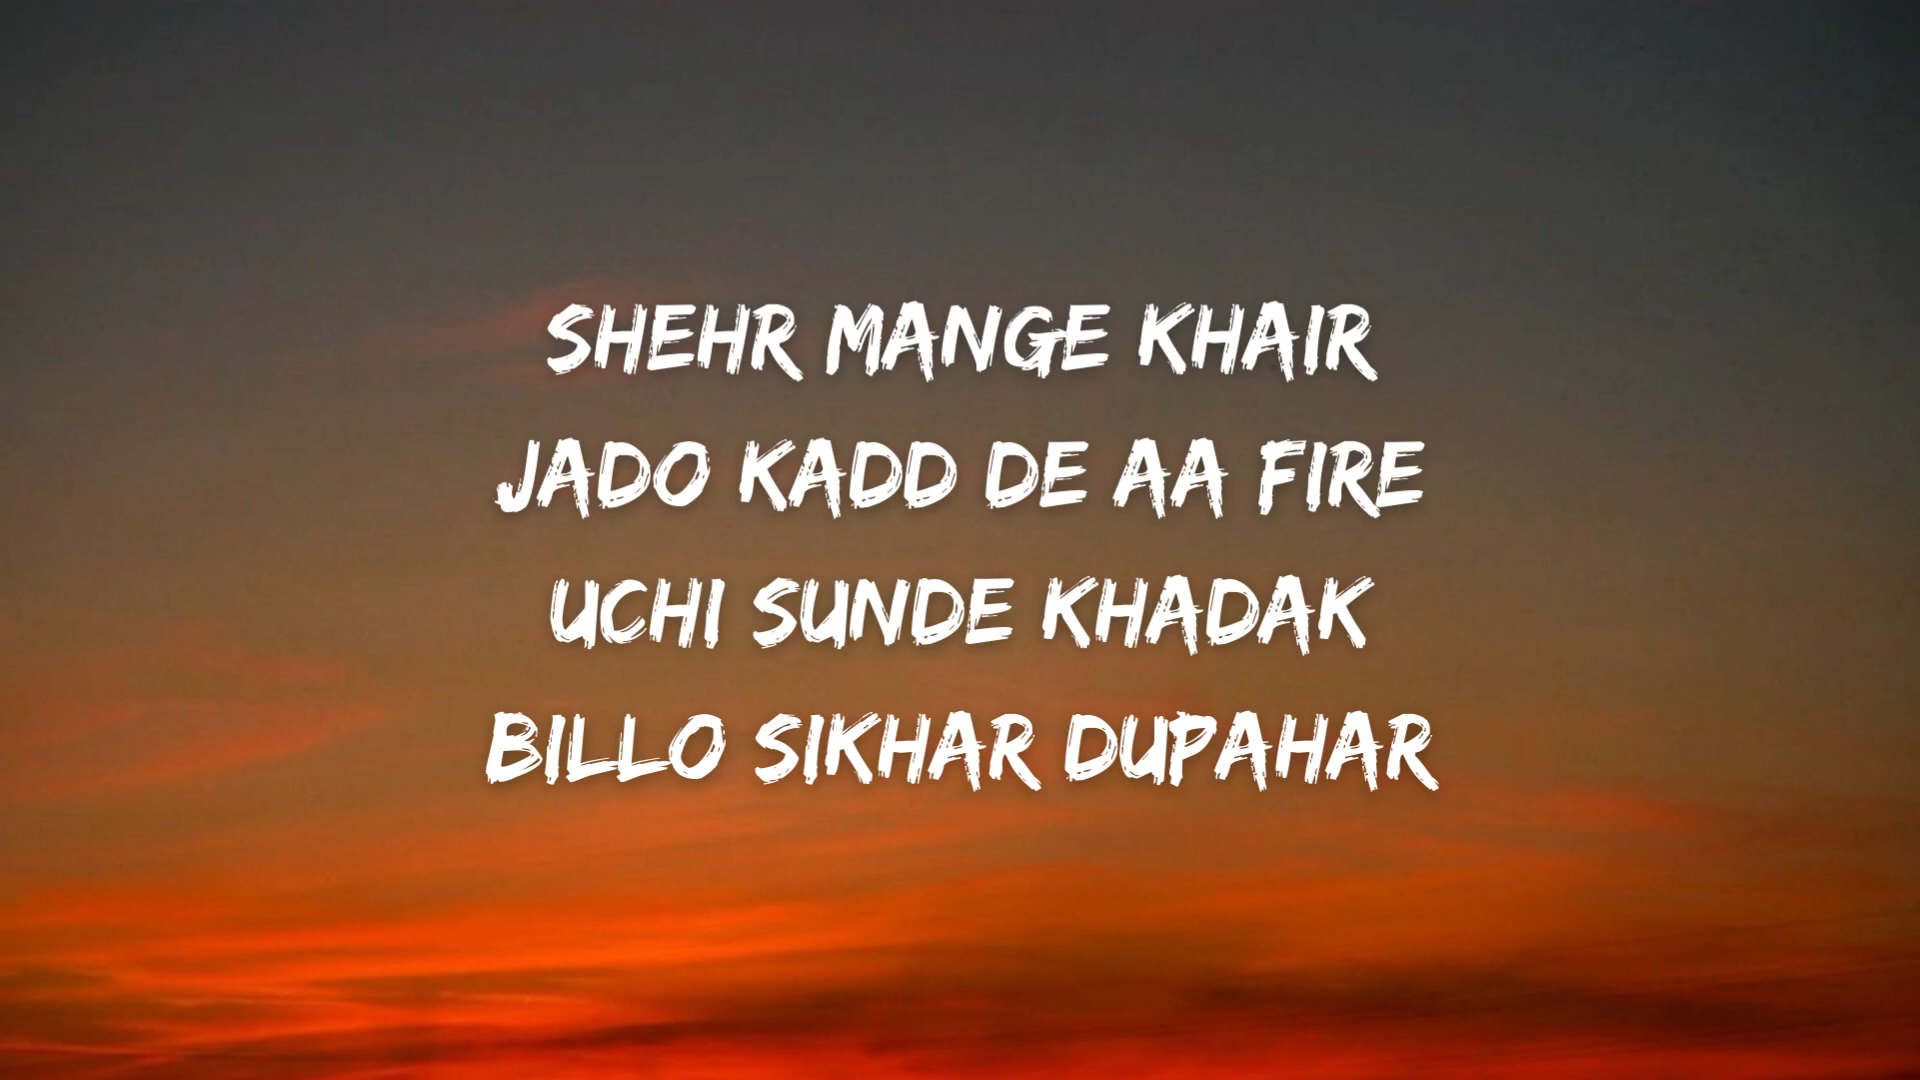 SHEHR MANGE KHAIR
JADO KADD DE AA FIRE
UCHI SUNDE KHADAK
BILLO SIKHAR DUPAHAR